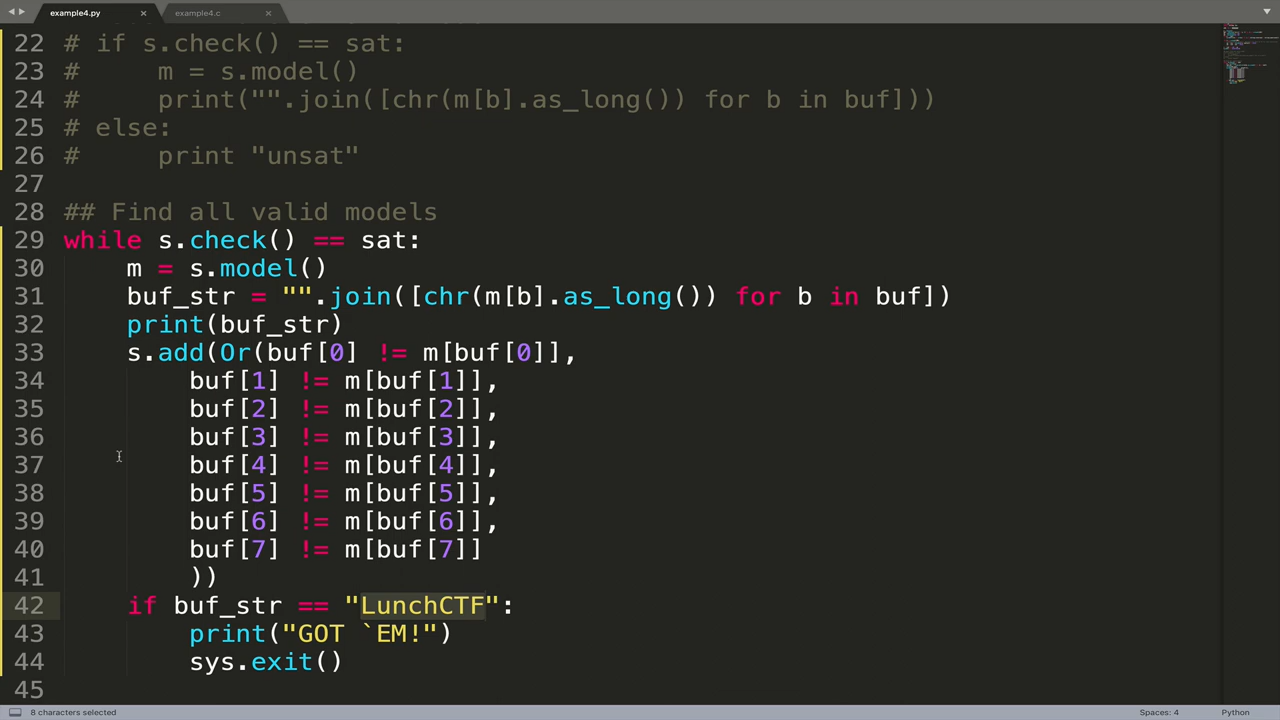 example4.py
example4.c
22 # if s.check() == sat:
23 #     m = s.model()
24 #     print("".join([chr(m[b].as_long()) for b in buf]))
25 # else:
26 #     print "unsat"
27
28 ## Find all valid models
29 while s.check() == sat:
30     m = s.model()
31     buf_str = "".join([chr(m[b].as_long()) for b in buf])
32     print(buf_str)
33     s.add(Or(buf[0] != m[buf[0]],
34         buf[1] != m[buf[1]],
35         buf[2] != m[buf[2]],
36         buf[3] != m[buf[3]],
37         buf[4] != m[buf[4]],
38         buf[5] != m[buf[5]],
39         buf[6] != m[buf[6]],
40         buf[7] != m[buf[7]]
41         ))
42     if buf_str == "LunchCTF":
43         print("GOT `EM!")
44         sys.exit()
45
8 characters selected Spaces: 4 Python